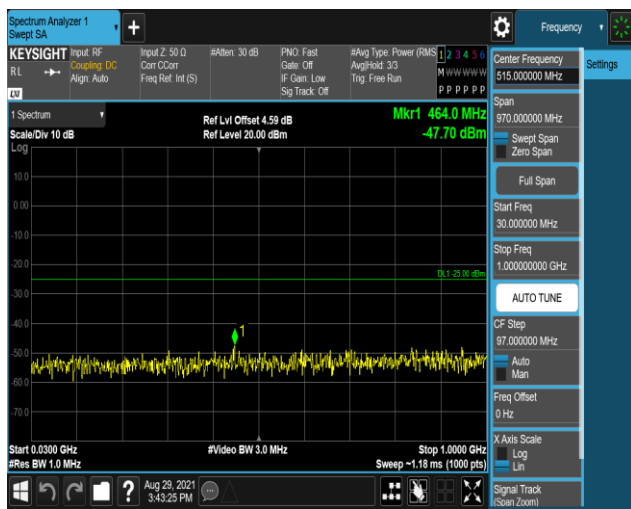 Spectrum Analyzer 1
Swept SA
Frequency
KEYSIGHT
RL
LXI
Input: RF
Coupling: DC
Align: Auto
Input Z: 50 Ω
Corr CCorr
Freq Ref: Int (S)
#Atten: 30 dB
PNO: Fast
Gate: Off
IF Gain: Low
Sig Track: Off
#Avg Type: Power (RMS
Avg|Hold: 3/3
Trig: Free Run
1 2 3 4 5 6
M W W W W W
P P P P P P
1 Spectrum
Scale/Div 10 dB
Log
Ref Lvl Offset 4.59 dB
Ref Level 20.00 dBm
Mkr1 464.0 MHz
-47.70 dBm
10.0
0.00
-10.0
-20.0
DL1 -25.00 dBm
-30.0
-40.0
1
-50.0
-60.0
-70.0
Start 0.0300 GHz
#Res BW 1.0 MHz
#Video BW 3.0 MHz
Stop 1.0000 GHz
Sweep ~1.18 ms (1000 pts)
?
Aug 29, 2021
3:43:25 PM
Center Frequency
515.000000 MHz
Settings
Span
970.000000 MHz
Swept Span
Zero Span
Full Span
Start Freq
30.000000 MHz
Stop Freq
1.000000000 GHz
AUTO TUNE
CF Step
97.000000 MHz
Auto
Man
Freq Offset
0 Hz
X Axis Scale
Log
Lin
Signal Track
(Span Zoom)